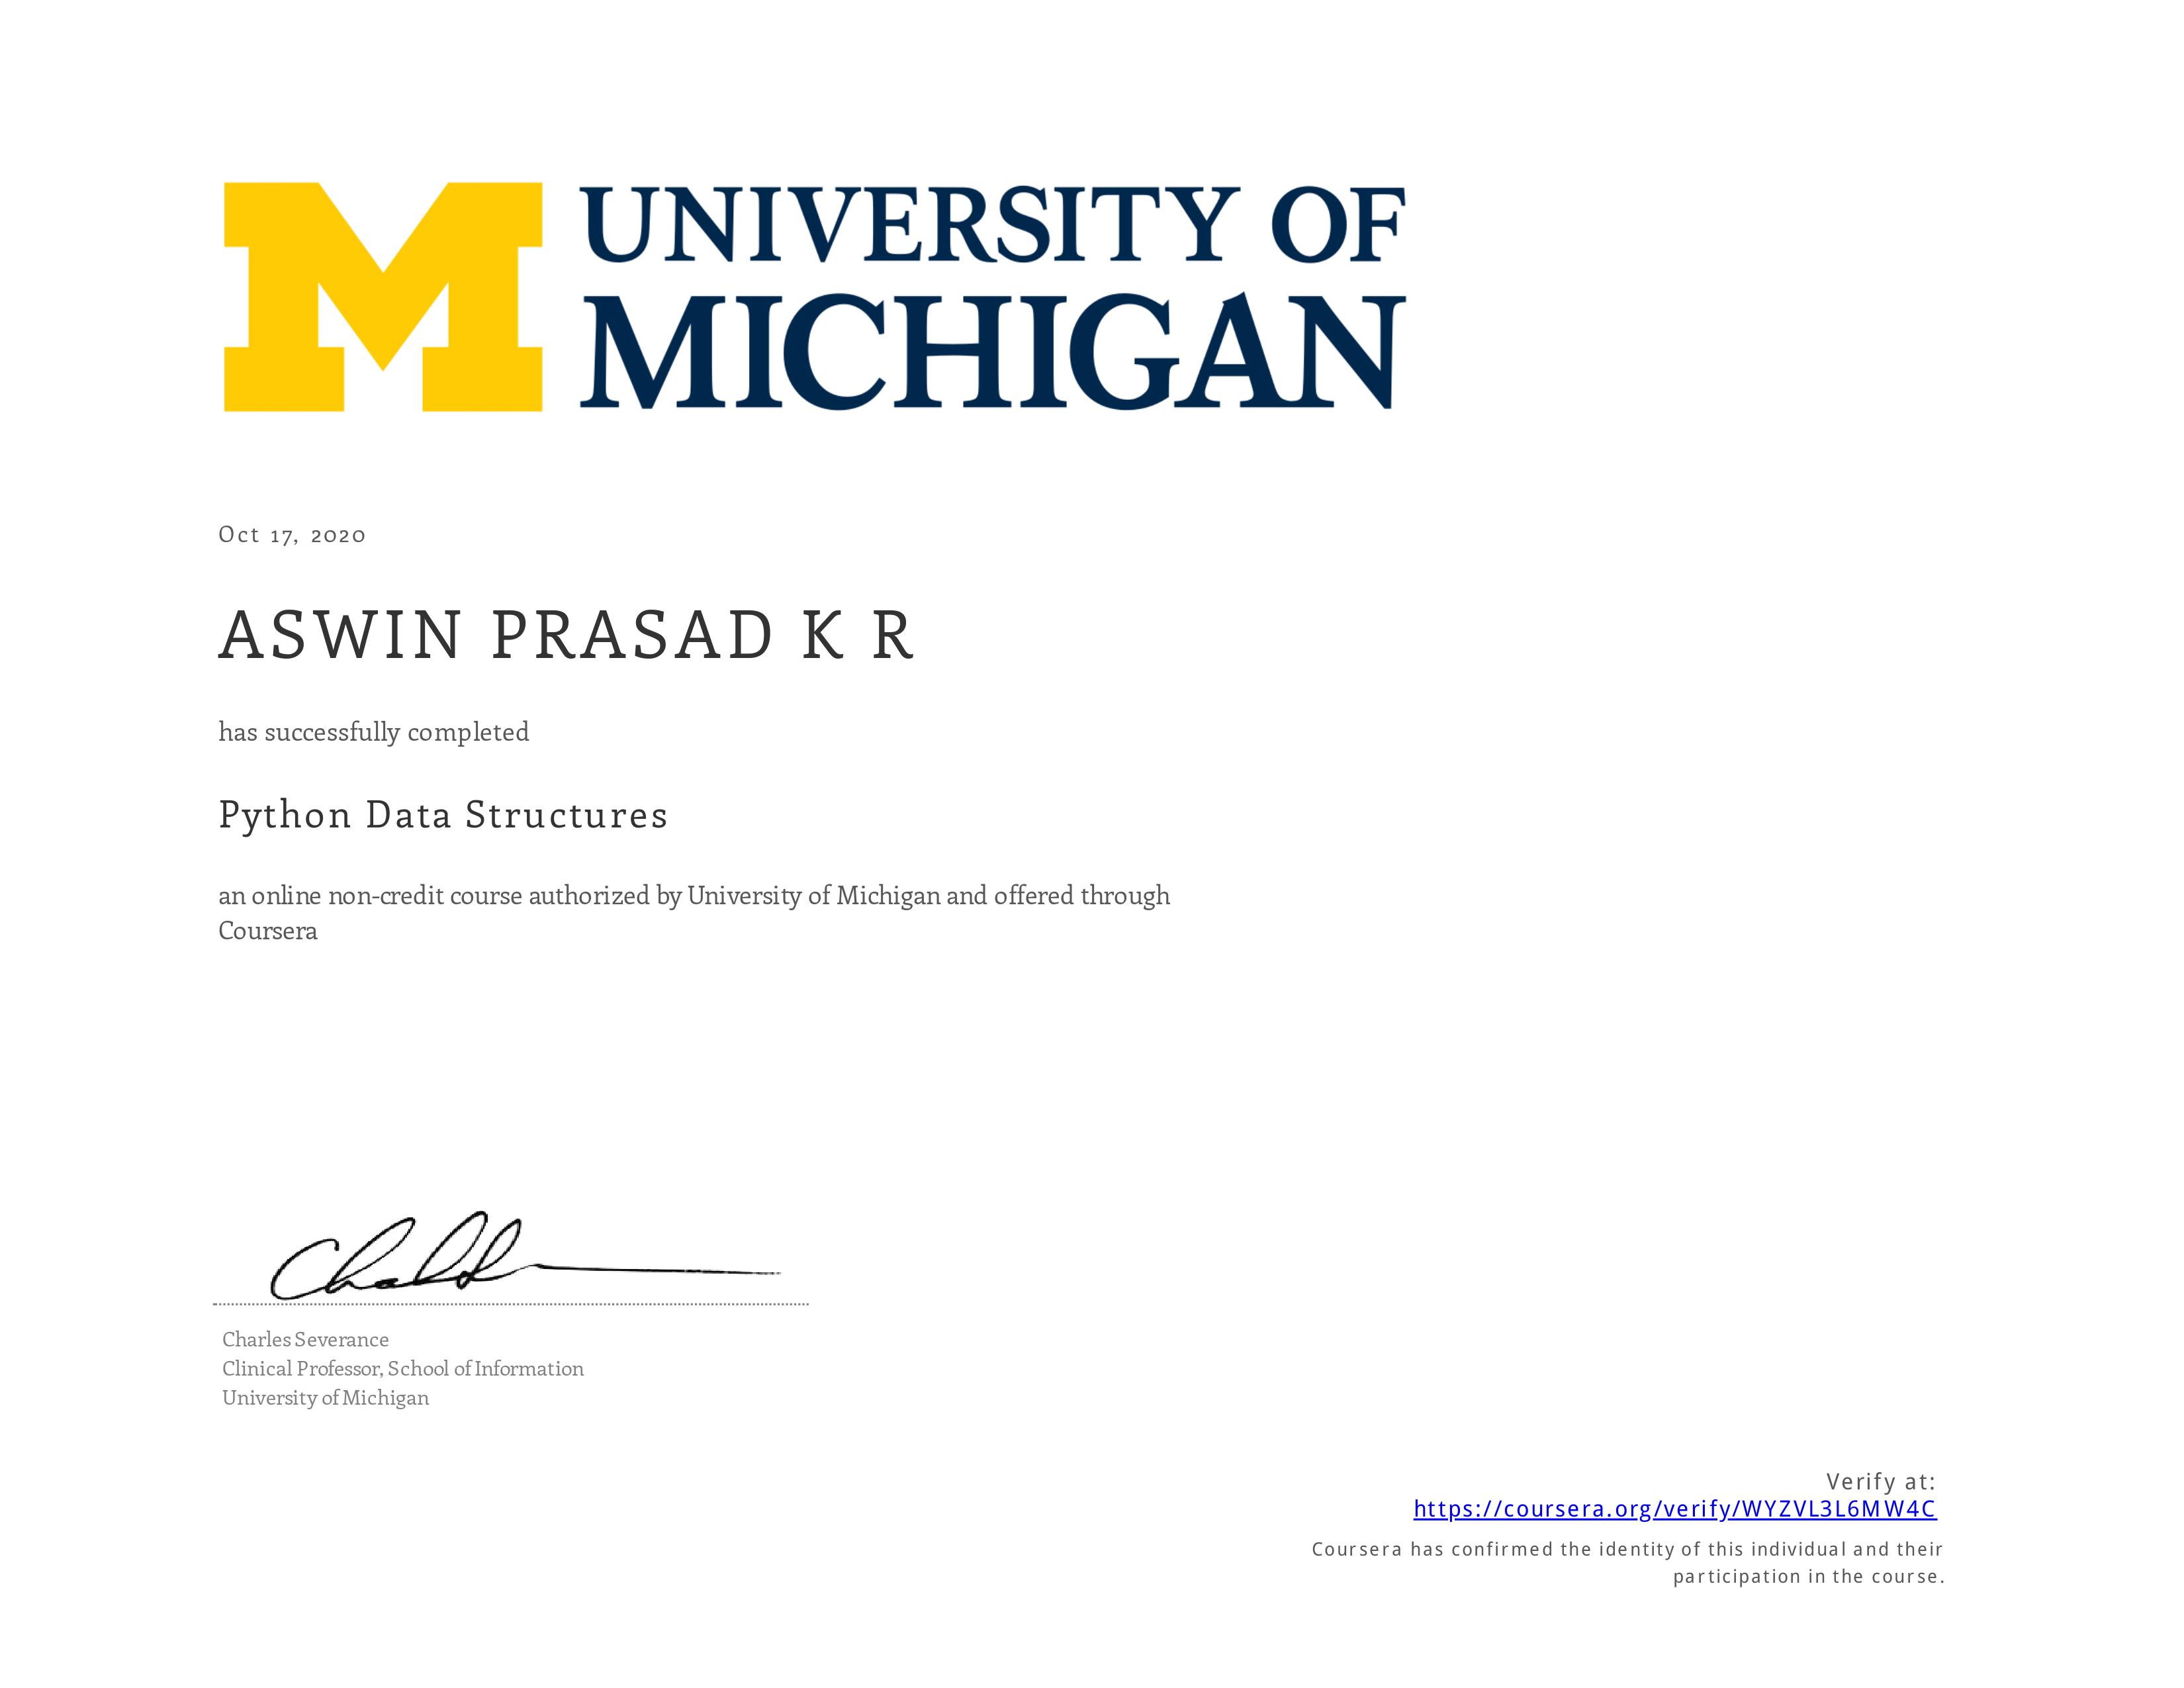 M UNIVERSITY OF
MICHIGAN
Oct 17, 2020
ASWIN PRASAD K R
has successfully completed
Python Data Structures
an online non-credit course authorized by University of Michigan and offered through
Coursera
Charles Severance
Clinical Professor, School of Information
University of Michigan
Verify at:
https://coursera.org/verify/WYZVL3L6MW4C
Coursera has confirmed the identity of this individual and their
participation in the course.